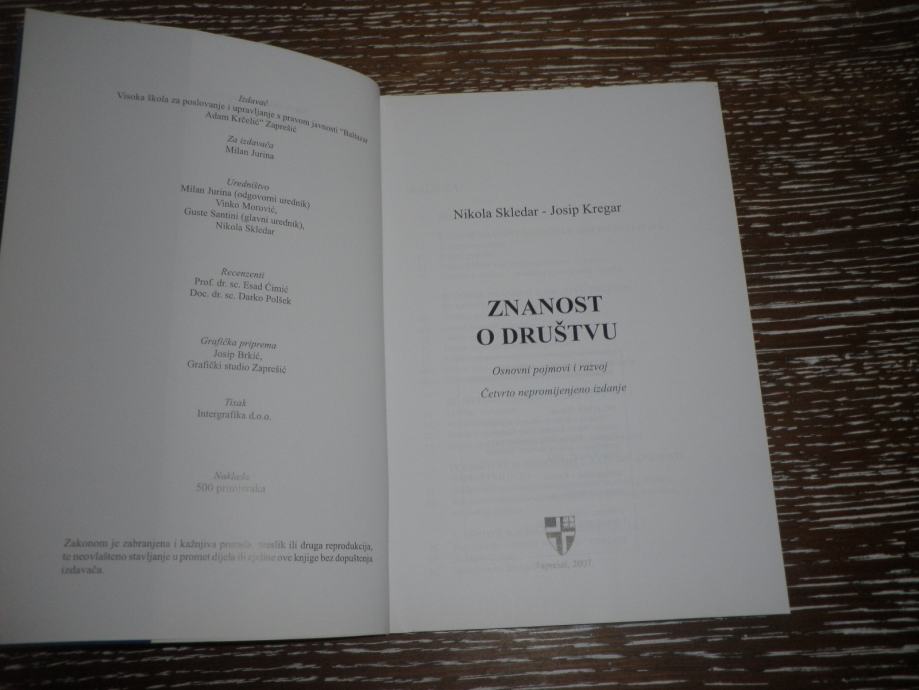 Izdavač
Visoka škola za poslovanje i upravljanje s pravom javnosti "Baltazar
Adam Krčelić" Zaprešić
Za izdavača
Milan Jurina
Uredništvo
Milan Jurina (odgovorni urednik)
Vinko Morović,
Guste Santini (glavni urednik),
Nikola Skledar
Recenzenti
Prof. dr. sc. Esad Ćimić
Doc. dr. sc. Darko Polšek
Grafička priprema
Josip Brkić,
Grafički studio Zaprešić
Tisak
Intergrafika d.o.o.
Naklada
500 primjeraka
Zakonom je zabranjena i kažnjiva preslik ili druga reprodukcija,
te neovlašteno stavljanje u promet dijela ili cjeline ove knjige bez dopuštenja
izdavača.
Nikola Skledar - Josip Kregar
ZNANOST
O DRUŠTVU
Osnovni pojmovi i razvoj
Četvrto nepromijenjeno izdanje
Zaprešić, 2007.